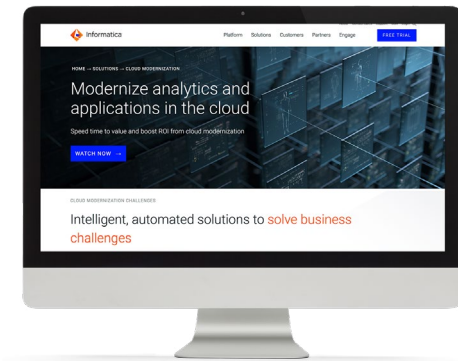 Informatica
Platform Solutions Customers Partners Engage
FREE TRIAL
HOME → SOLUTIONS → CLOUD MODERNIZATION
Modernize analytics and
applications in the cloud
Speed time to value and boost ROI from cloud modernization
WATCH NOW →
CLOUD MODERNIZATION CHALLENGES
Intelligent, automated solutions to solve business
challenges